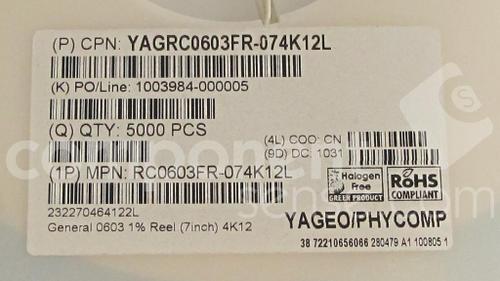 (P) CPN: YAGRC0603FR-074K12L
(K) PO/Line: 1003984-000005
(Q) QTY: 5000 PCS
(4L) COO: CN
(9D) DC: 1031
(1P) MPN: RC0603FR-074K12L
Halogen
Free
GREEN PRODUCT
RoHS
COMPLIANT
232270464122L
General 0603 1% Reel (7inch) 4K12
YAGEO/PHYCOMP
38 72210656066 280479 A1 100805 1